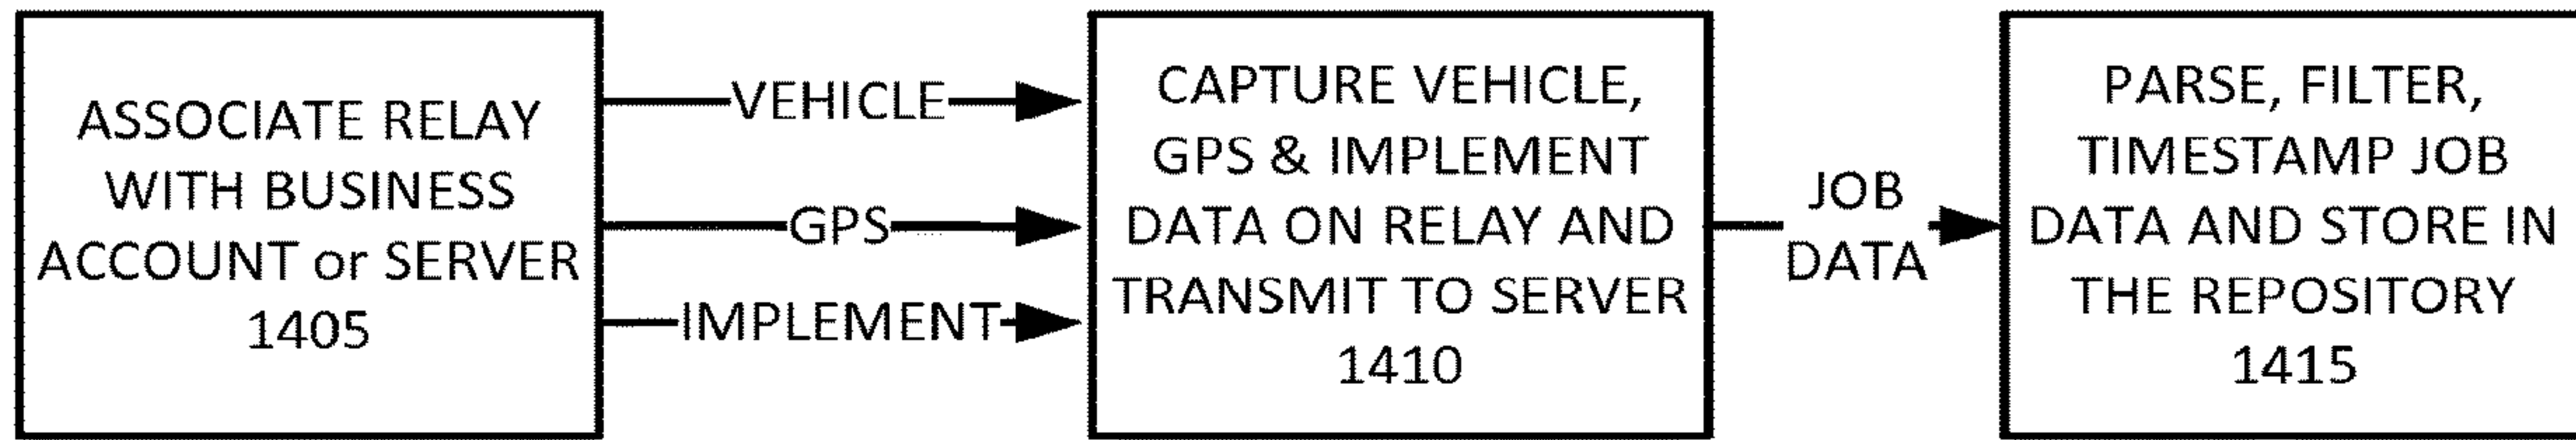 ASSOCIATE RELAY
WITH BUSINESS
ACCOUNT or SERVER
1405
VEHICLE
GPS
IMPLEMENT
CAPTURE VEHICLE,
GPS & IMPLEMENT
DATA ON RELAY AND
TRANSMIT TO SERVER
1410
JOB
DATA
PARSE, FILTER,
TIMESTAMP JOB
DATA AND STORE IN
THE REPOSITORY
1415